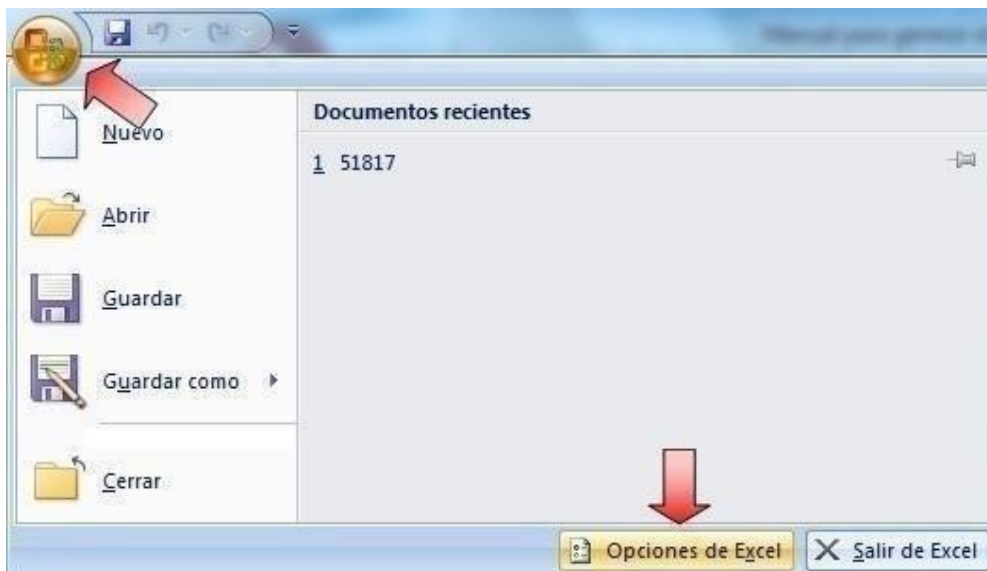 Nuevo
Documentos recientes
1 51817
Abrir
Guardar
Guardar como
Cerrar
Opciones de Excel
Salir de Excel